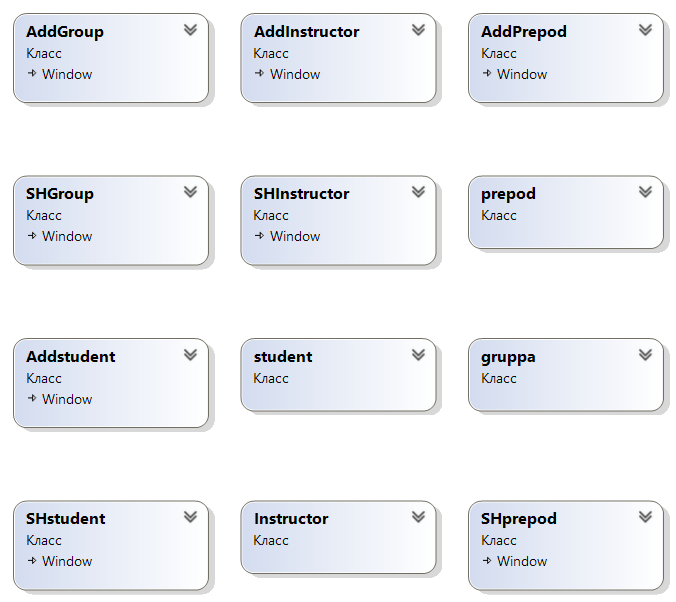 AddGroup
Класс
Window
AddInstructor
Класс
Window
AddPrepod
Класс
Window
SHGroup
Класс
Window
SHInstructor
Класс
Window
prepod
Класс
Addstudent
Класс
Window
student
Класс
gruppa
Класс
SHstudent
Класс
Window
Instructor
Класс
SHprepod
Класс
Window